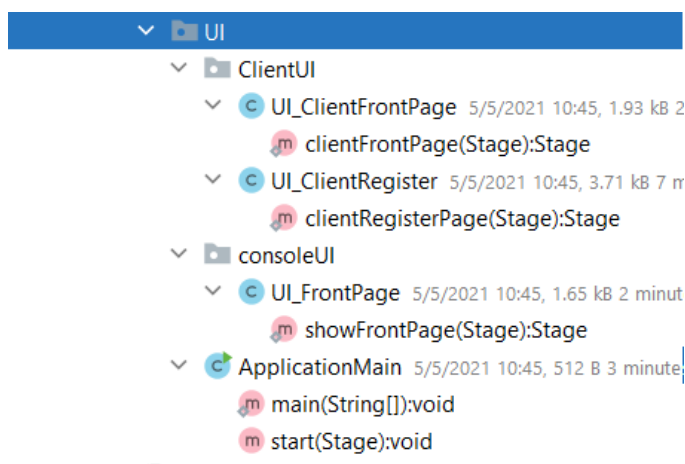 UI
ClientUI
C UI_ClientFrontPage 5/5/2021 10:45, 1.93 kB 2
m clientFrontPage(Stage):Stage
C UI_ClientRegister 5/5/2021 10:45, 3.71 kB 7 m
m clientRegisterPage(Stage):Stage
consoleUI
C UI_FrontPage 5/5/2021 10:45, 1.65 kB 2 minut
m showFrontPage(Stage):Stage
C ApplicationMain 5/5/2021 10:45, 512 B 3 minute
m main(String[]):void
m start(Stage):void